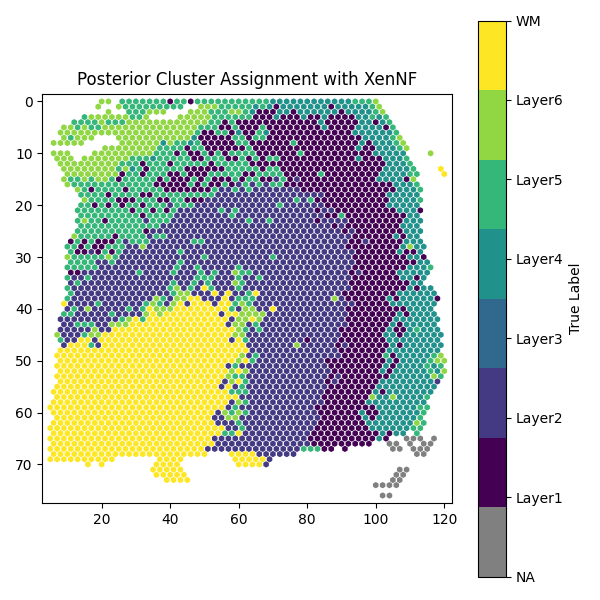 Posterior Cluster Assignment with XenNF
0
10
20
30
40
50
60
70
20
40
60
80
100
120
WM
Layer6
Layer5
Layer4
Layer3
Layer2
Layer1
NA
True Label